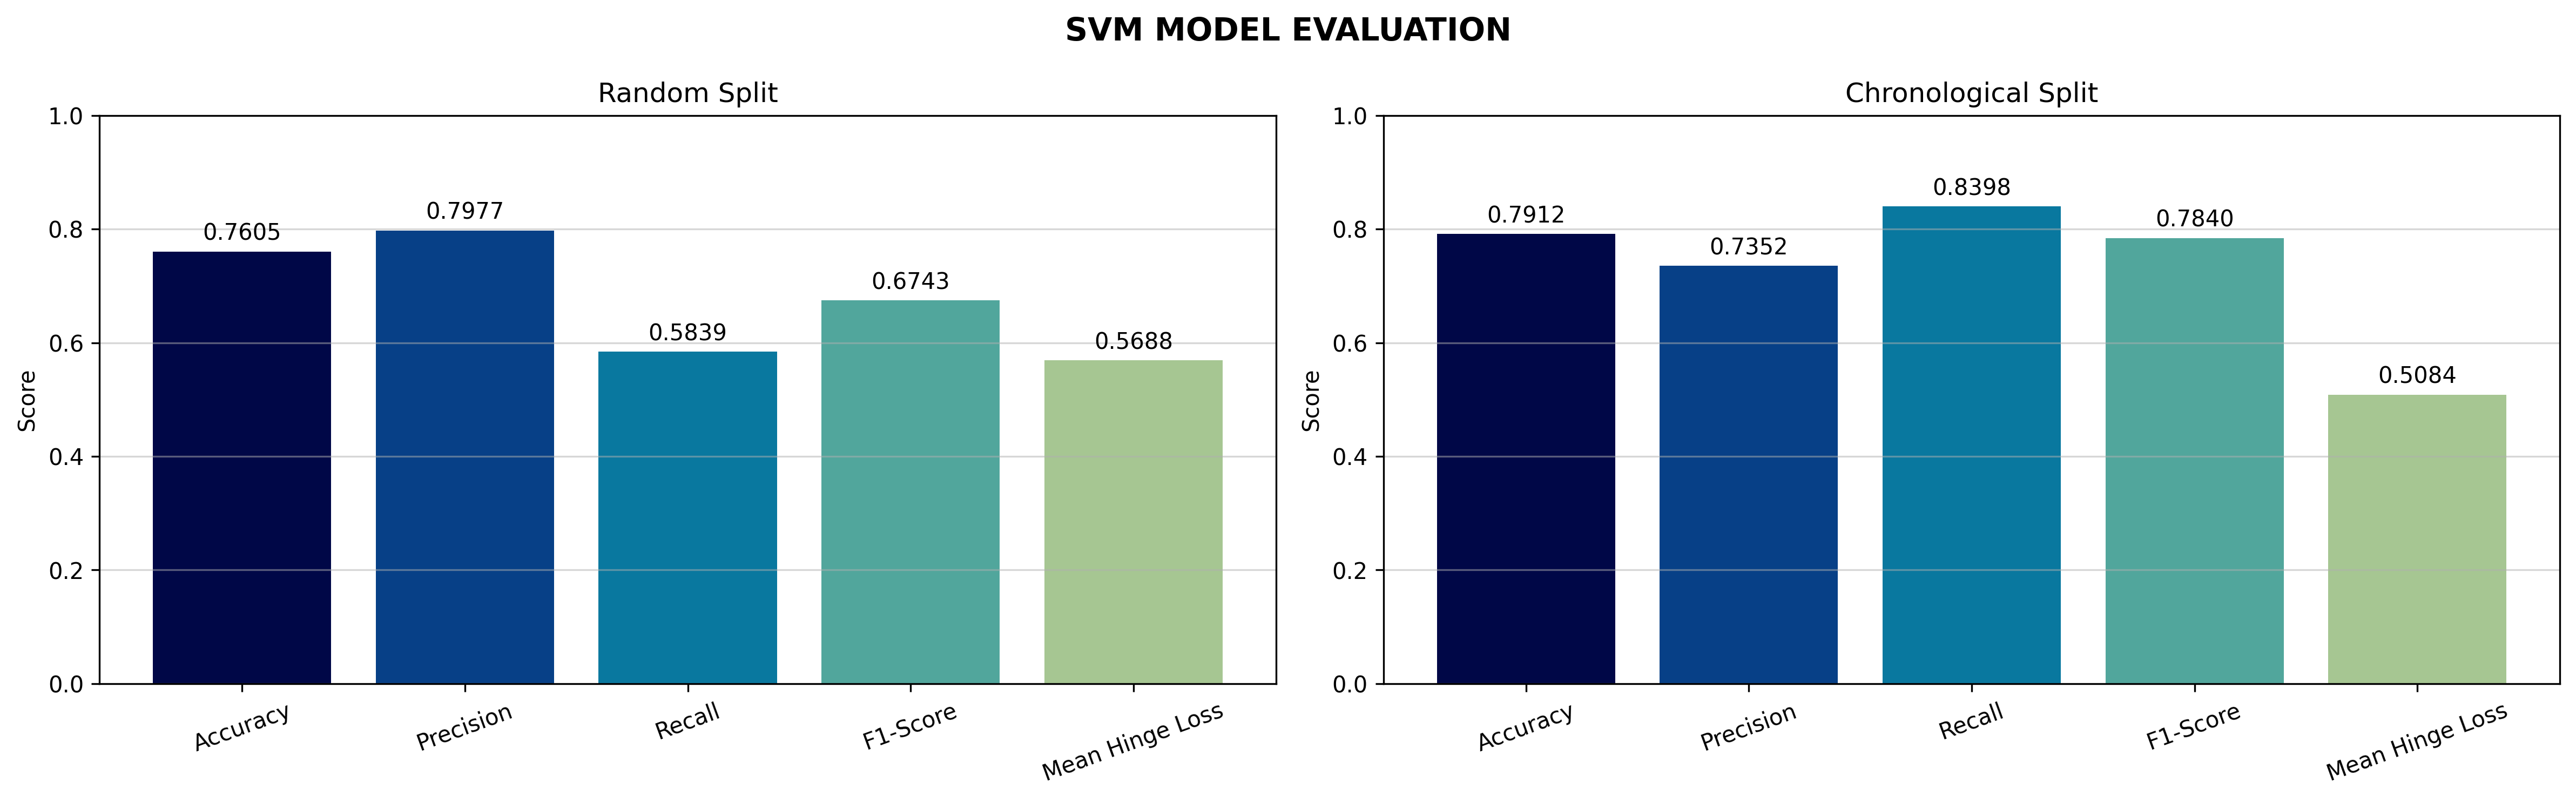 SVM MODEL EVALUATION
Random Split
Score
1.0
0.8
0.6
0.4
0.2
0.0
0.7605
0.7977
0.5839
0.6743
0.5688
Accuracy
Precision
Recall
F1-Score
Mean Hinge Loss
Chronological Split
Score
1.0
0.8
0.6
0.4
0.2
0.0
0.7912
0.7352
0.8398
0.7840
0.5084
Accuracy
Precision
Recall
F1-Score
Mean Hinge Loss